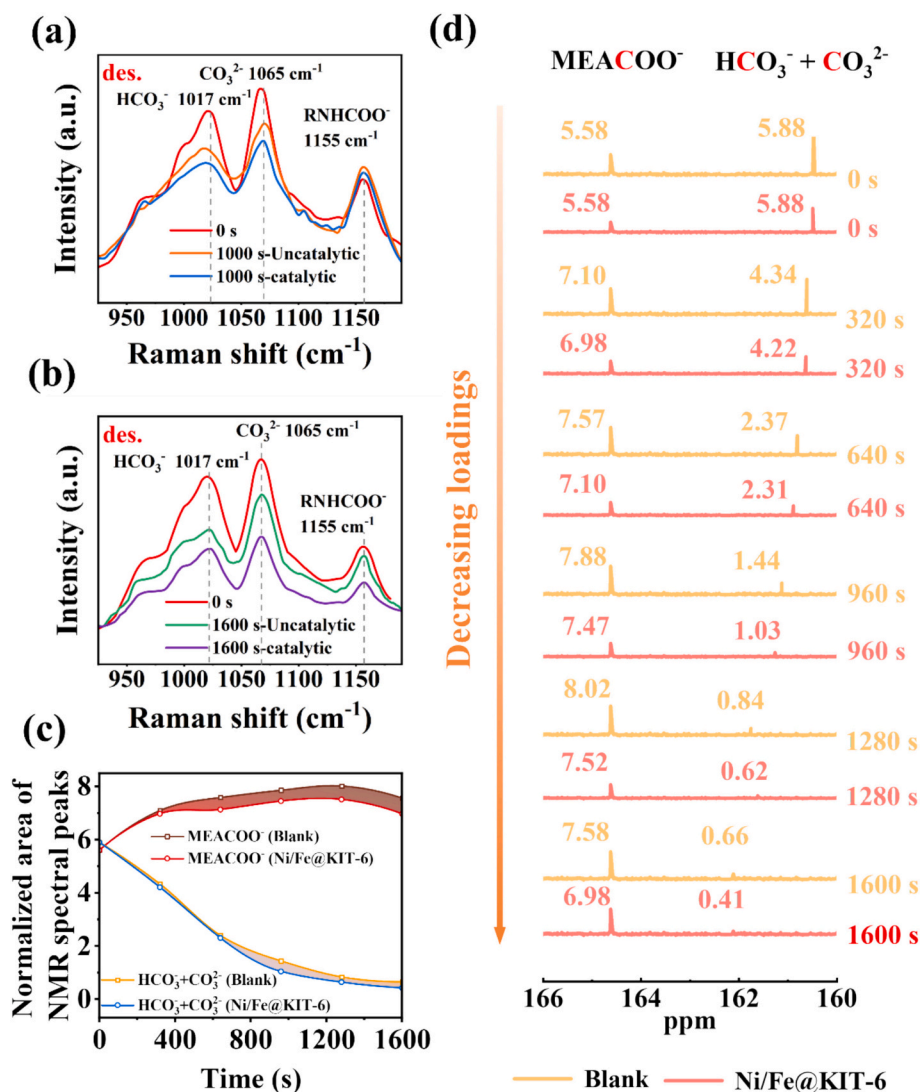 (a)
des.
CO₃²⁻ 1065 cm⁻¹
HCO₃⁻ 1017 cm⁻¹
RNHCOO⁻
1155 cm⁻¹
0 s
1000 s-Uncatalytic
1000 s-catalytic
Intensity (a.u.)
950 1000 1050 1100 1150
Raman shift (cm⁻¹)
(b)
des.
CO₃²⁻ 1065 cm⁻¹
HCO₃⁻ 1017 cm⁻¹
RNHCOO⁻
1155 cm⁻¹
0 s
1600 s-Uncatalytic
1600 s-catalytic
Intensity (a.u.)
950 1000 1050 1100 1150
Raman shift (cm⁻¹)
(c)
Normalized area of
NMR spectral peaks
8
6
4
2
0
MEACOO⁻ (Blank)
MEACOO⁻ (Ni/Fe@KIT-6)
HCO₃⁻+CO₃²⁻ (Blank)
HCO₃⁻+CO₃²⁻ (Ni/Fe@KIT-6)
0 400 800 1200 1600
Time (s)
(d)
MEACOO⁻ HCO₃⁻ + CO₃²⁻
Decreasing loadings
5.58 5.88 0 s
5.58 5.88 0 s
7.10 4.34 320 s
6.98 4.22 320 s
7.57 2.37 640 s
7.10 2.31 640 s
7.88 1.44 960 s
7.47 1.03 960 s
8.02 0.84 1280 s
7.52 0.62 1280 s
7.58 0.66 1600 s
6.98 0.41 1600 s
166 164 162 160
ppm
Blank Ni/Fe@KIT-6